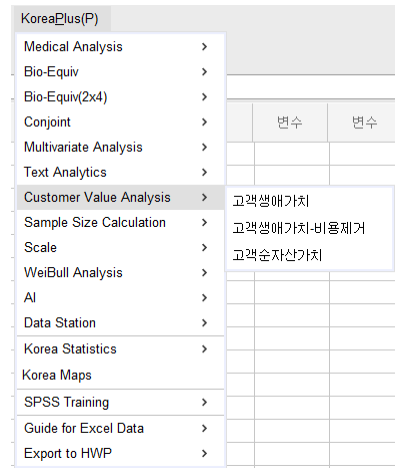 KoreaPlus(P)
Medical Analysis
Bio-Equiv
Bio-Equiv(2x4)
Conjoint
변수
변수
Multivariate Analysis
Text Analytics
Customer Value Analysis
고객생애가치
Sample Size Calculation
고객생애가치-비용제거
Scale
고객순자산가치
WeiBull Analysis
AI
Data Station
Korea Statistics
Korea Maps
SPSS Training
Guide for Excel Data
Export to HWP